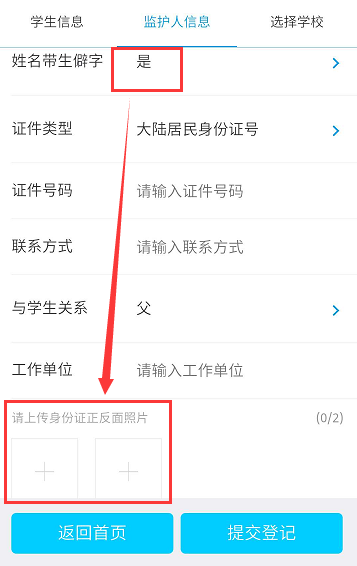 学生信息 监护人信息 选择学校
姓名带生僻字 是
证件类型 大陆居民身份证号
证件号码 请输入证件号码
联系方式 请输入联系方式
与学生关系 父
工作单位 请输入工作单位
请上传身份证正反面照片 (0/2)
返回首页 提交登记